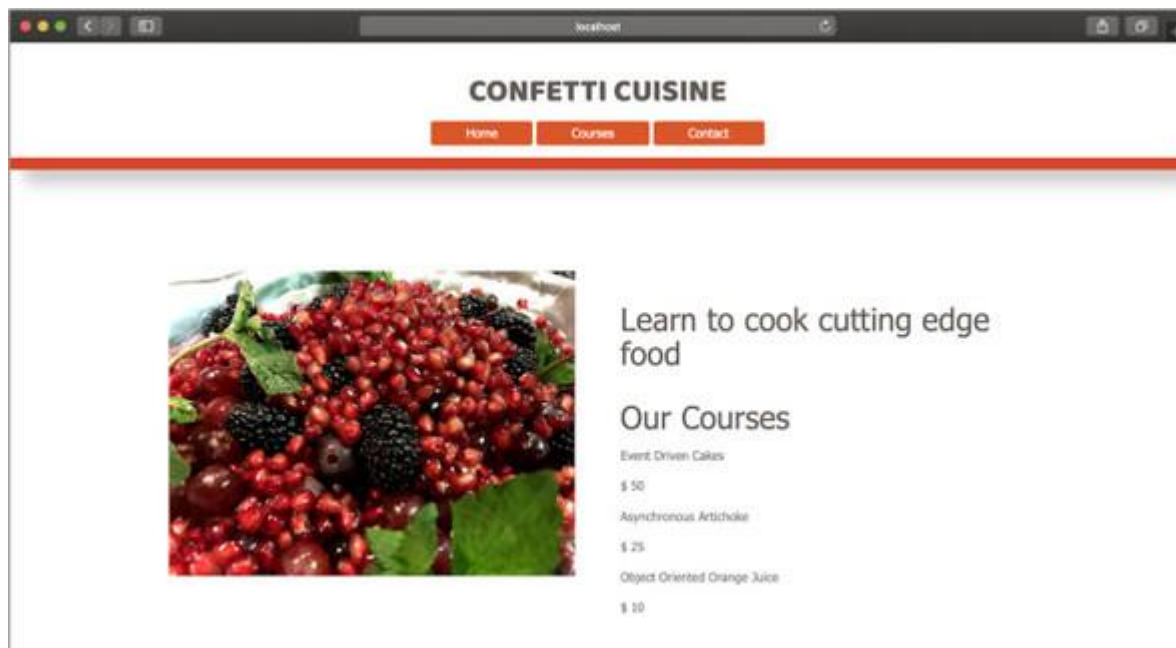 localhost
CONFETTI CUISINE
Home Courses Contact
Learn to cook cutting edge
food
Our Courses
Event Driven Cakes
$ 50
Asynchronous Artichoke
$ 25
Object Oriented Orange Juice
$ 10